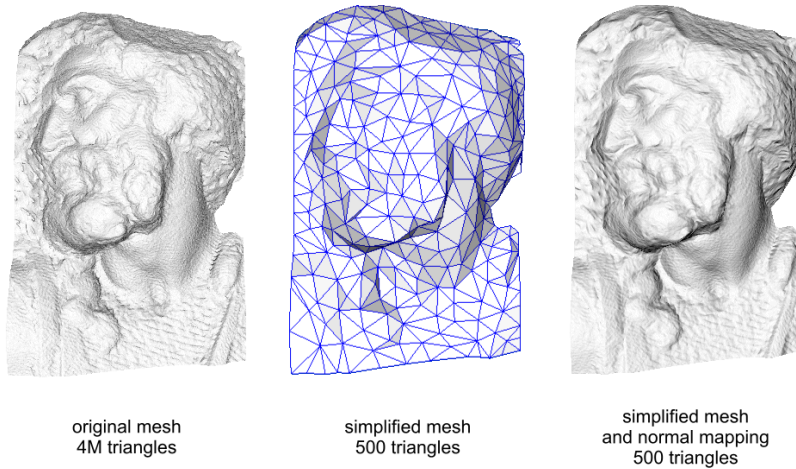 original mesh
4M triangles
simplified mesh
500 triangles
simplified mesh
and normal mapping
500 triangles